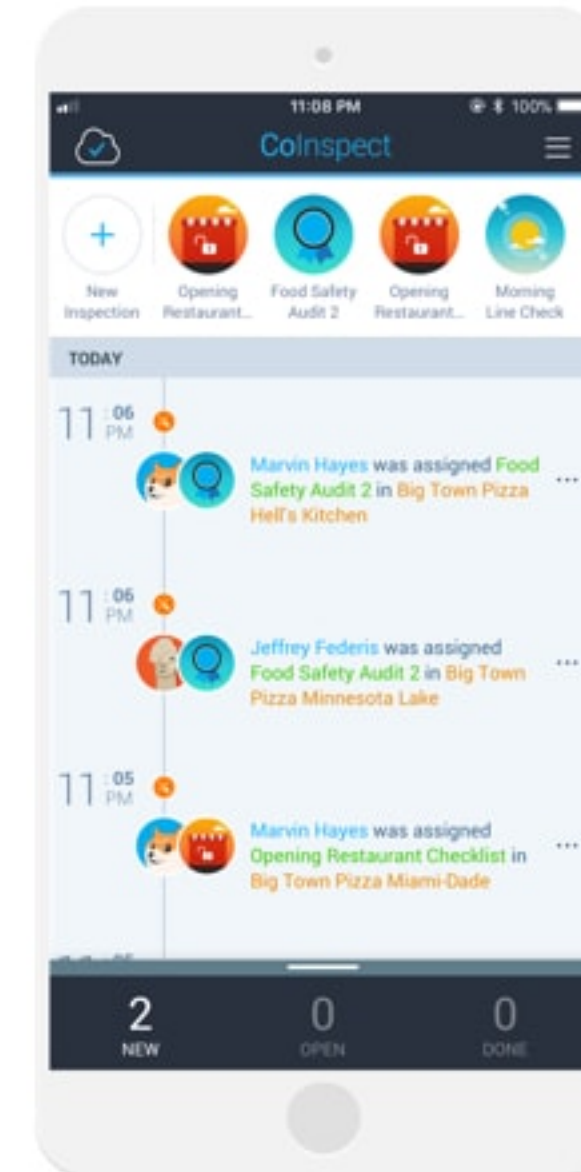 11:08 PM
100%
CoInspect
New
Inspection
Opening
Restaurant...
Food Safety
Audit 2
Opening
Restaurant...
Morning
Line Check
TODAY
11 : 06
PM
Marvin Hayes was assigned Food
Safety Audit 2 in Big Town Pizza
Hell's Kitchen
11 : 06
PM
Jeffrey Federis was assigned
Food Safety Audit 2 in Big Town
Pizza Minnesota Lake
11 : 05
PM
Marvin Hayes was assigned
Opening Restaurant Checklist in
Big Town Pizza Miami-Dade
2
NEW
0
OPEN
0
DONE